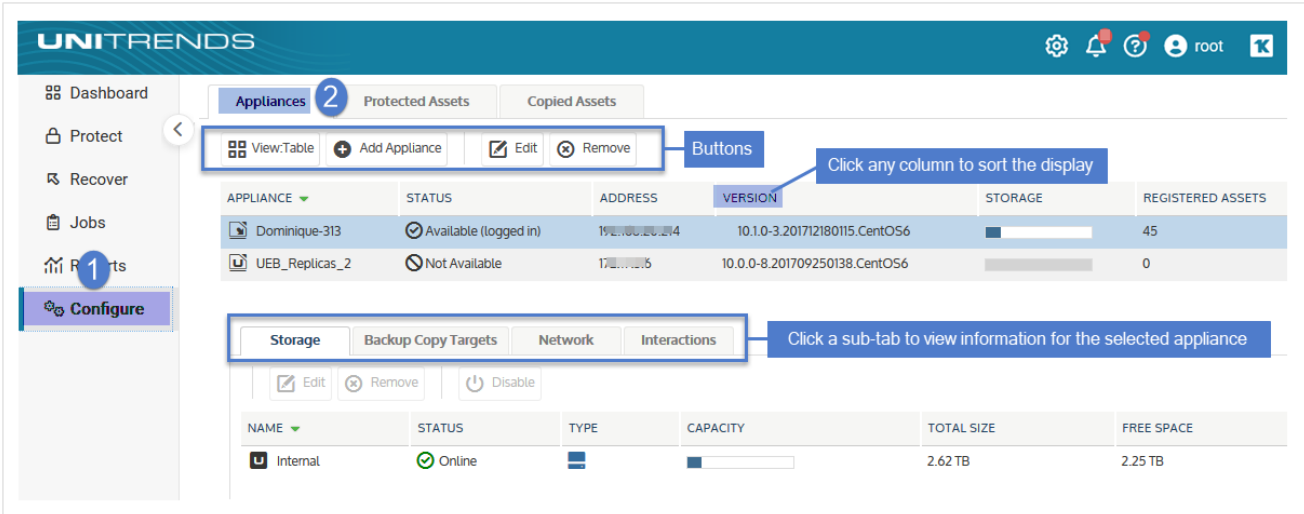 UNITRENDS
root
Dashboard
Protect
Recover
Jobs
Configure
1
Appliances
2
Protected Assets
Copied Assets
View:Table
Add Appliance
Edit
Remove
Buttons
Click any column to sort the display
APPLIANCE STATUS ADDRESS VERSION STORAGE REGISTERED ASSETS
Dominique-313 Available (logged in) 10.1.0-3.201712180115.CentOS6 45
UEB_Replicas_2 Not Available 10.0.0-8.201709250138.CentOS6 0
Storage Backup Copy Targets Network Interactions
Click a sub-tab to view information for the selected appliance
Edit Remove Disable
NAME STATUS TYPE CAPACITY TOTAL SIZE FREE SPACE
Internal Online 2.62 TB 2.25 TB